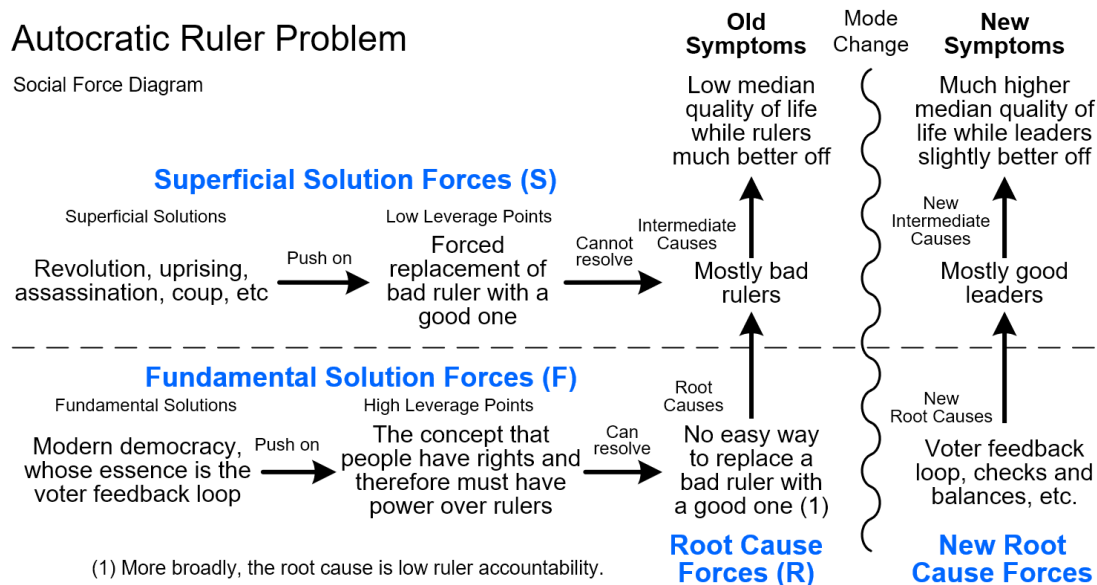 Autocratic Ruler Problem
Social Force Diagram
Old
Symptoms
Mode
Change
New
Symptoms
Low median
quality of life
while rulers
much better off
Much higher
median quality of
life while leaders
slightly better off
Superficial Solution Forces (S)
Superficial Solutions
Revolution, uprising,
assassination, coup, etc
Push on
Low Leverage Points
Forced
replacement of
bad ruler with a
good one
Cannot
resolve
Intermediate
Causes
Mostly bad
rulers
New
Intermediate
Causes
Mostly good
leaders
Fundamental Solution Forces (F)
Fundamental Solutions
Modern democracy,
whose essence is the
voter feedback loop
Push on
High Leverage Points
The concept that
people have rights and
therefore must have
power over rulers
Can
resolve
Root
Causes
No easy way
to replace a
bad ruler with
a good one (1)
New
Root Causes
Voter feedback
loop, checks and
balances, etc.
Root Cause
Forces (R)
New Root
Cause Forces
(1) More broadly, the root cause is low ruler accountability.